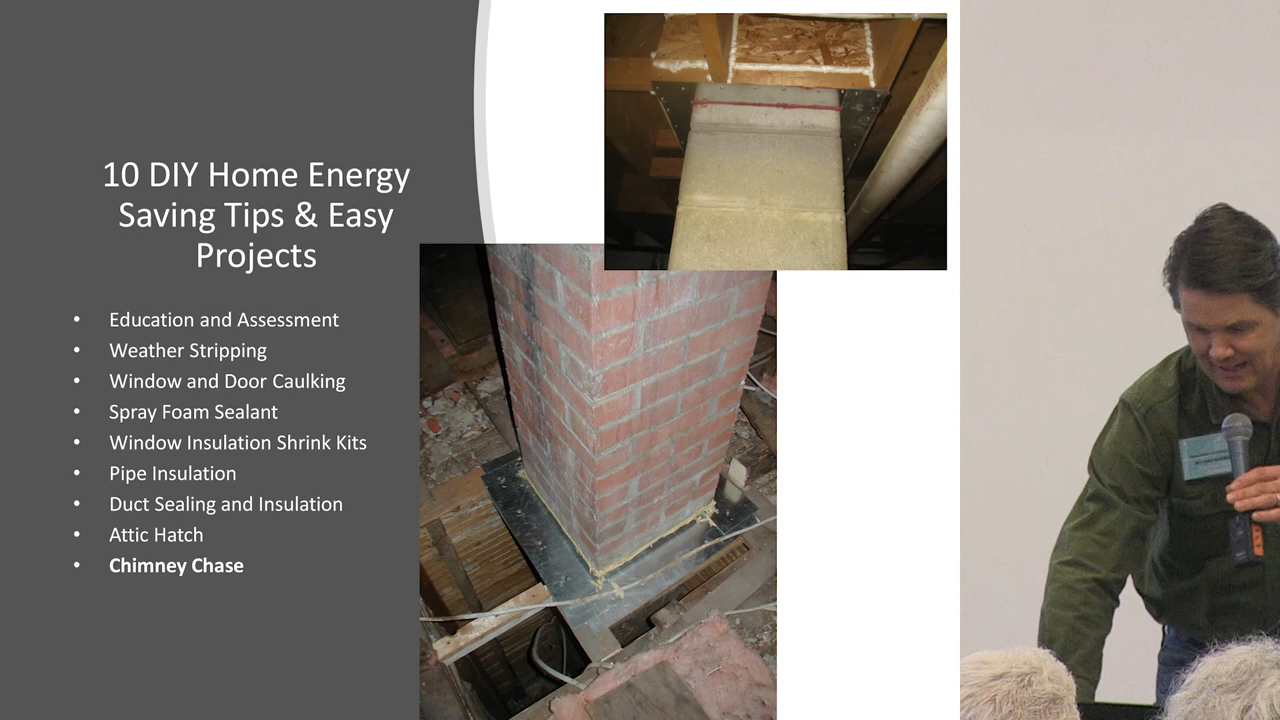 10 DIY Home Energy
Saving Tips & Easy
Projects
• Education and Assessment
• Weather Stripping
• Window and Door Caulking
• Spray Foam Sealant
• Window Insulation Shrink Kits
• Pipe Insulation
• Duct Sealing and Insulation
• Attic Hatch
• Chimney Chase